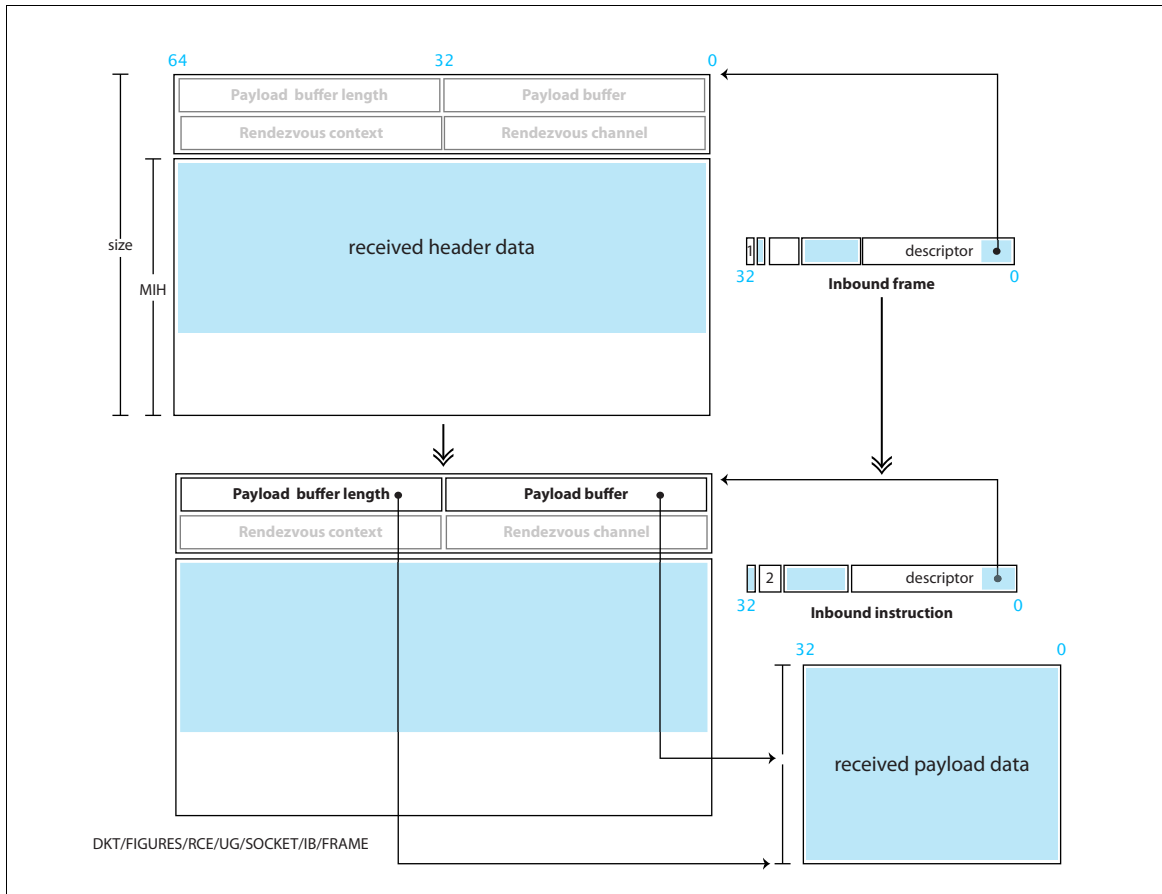 64 32 0
Payload buffer length Payload buffer
Rendezvous context Rendezvous channel
received header data
size
MIH
1 descriptor
32 0
Inbound frame
Payload buffer length Payload buffer
Rendezvous context Rendezvous channel
2 descriptor
32 0
Inbound instruction
32 0
received payload data
DKT/FIGURES/RCE/UG/SOCKET/IB/FRAME